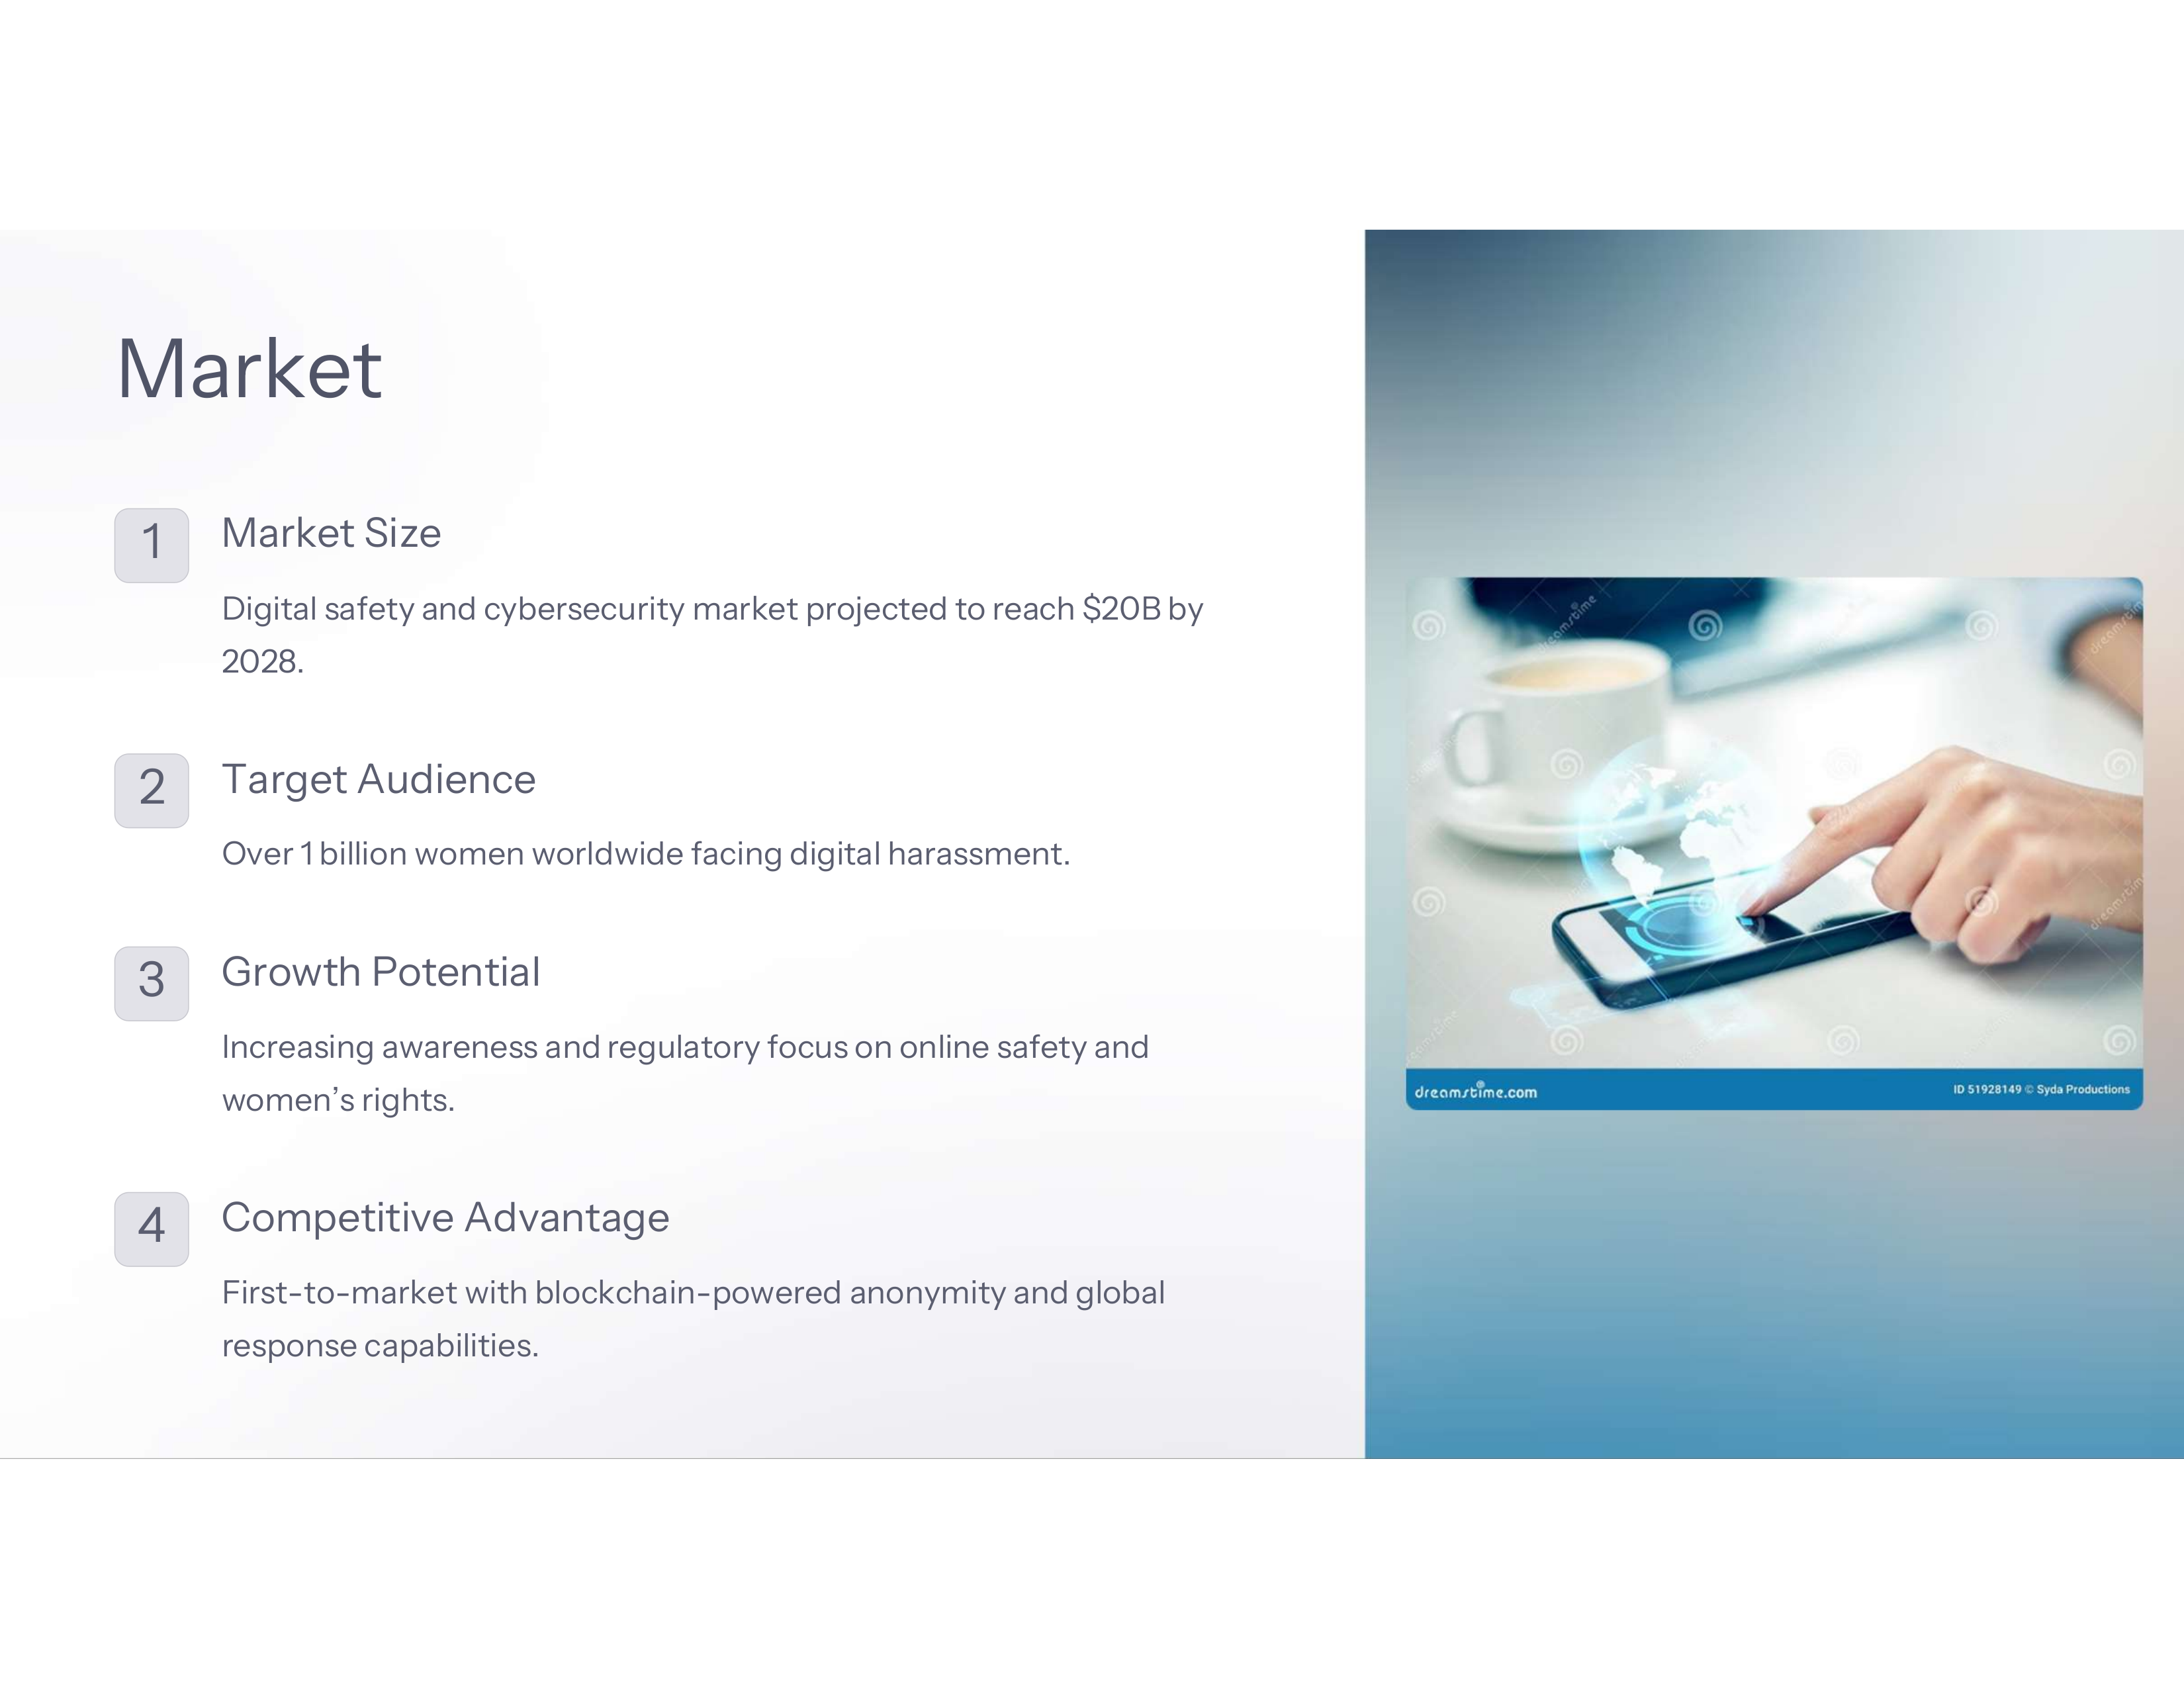 Market
1
Market Size
Digital safety and cybersecurity market projected to reach $20B by
2028.
2
Target Audience
Over 1 billion women worldwide facing digital harassment.
3
Growth Potential
Increasing awareness and regulatory focus on online safety and
women’s rights.
4
Competitive Advantage
First-to-market with blockchain-powered anonymity and global
response capabilities.
dreamstime
dreamstime
dreamstime
dreamstime.com
ID 51928149 © Syda Productions